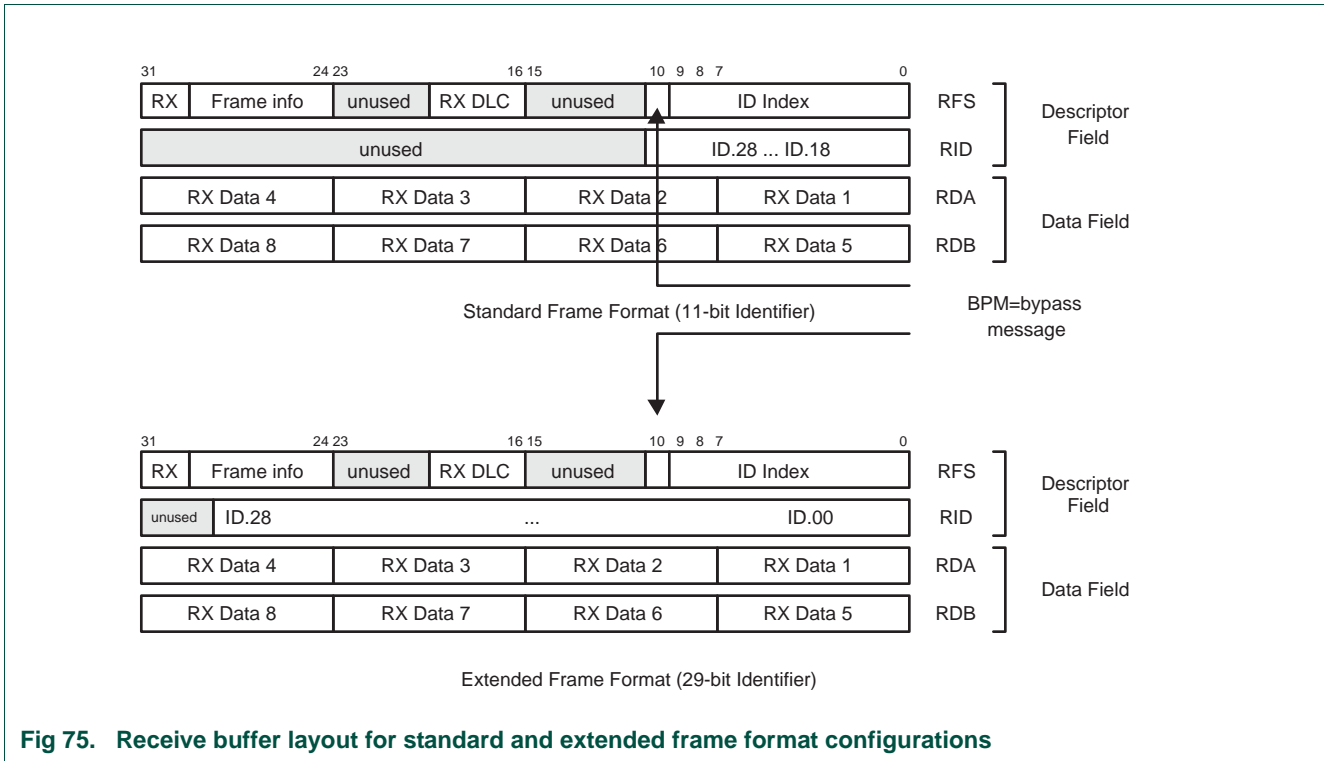 31 24 23 16 15 10 9 8 7 0
RX Frame info unused RX DLC unused ID Index RFS
Descriptor
Field
unused ID.28 ... ID.18 RID
RX Data 4 RX Data 3 RX Data 2 RX Data 1 RDA
Data Field
RX Data 8 RX Data 7 RX Data 6 RX Data 5 RDB
Standard Frame Format (11-bit Identifier)
BPM=bypass
message
31 24 23 16 15 10 9 8 7 0
RX Frame info unused RX DLC unused ID Index RFS
Descriptor
Field
unused ID.28 ... ID.00 RID
RX Data 4 RX Data 3 RX Data 2 RX Data 1 RDA
Data Field
RX Data 8 RX Data 7 RX Data 6 RX Data 5 RDB
Extended Frame Format (29-bit Identifier)
Fig 75. Receive buffer layout for standard and extended frame format configurations